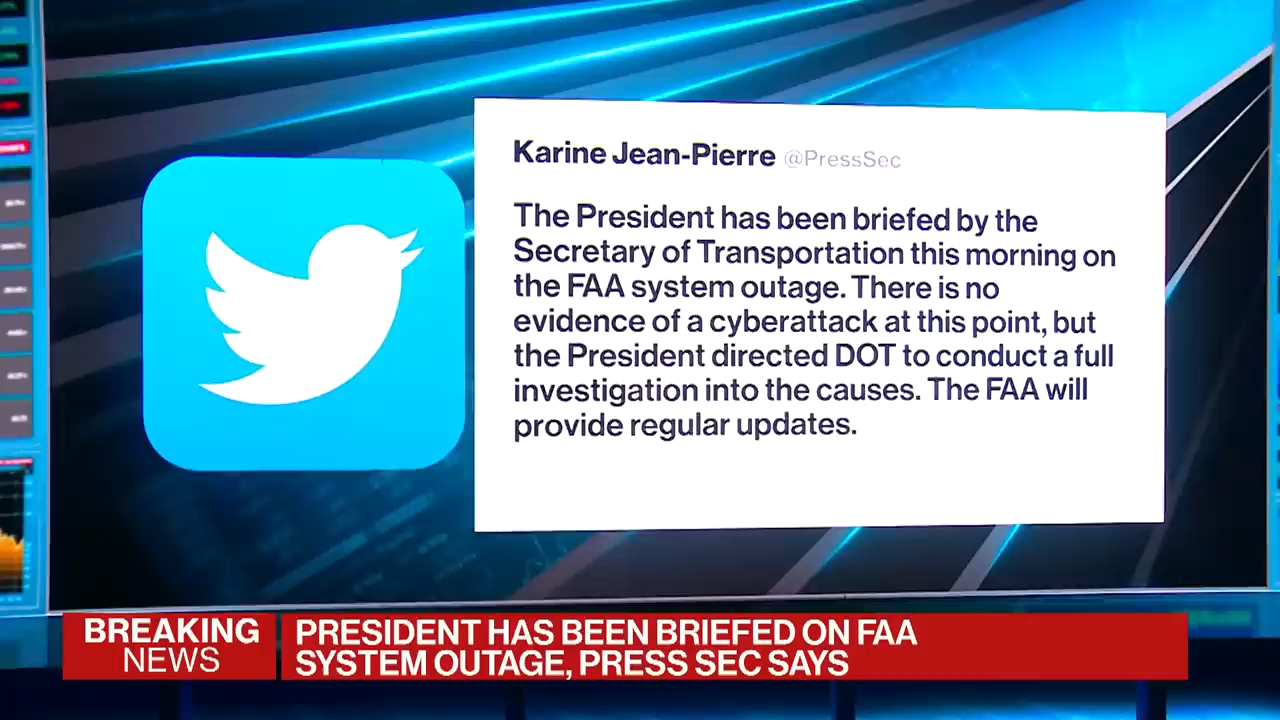 Karine Jean-Pierre @PressSec
The President has been briefed by the
Secretary of Transportation this morning on
the FAA system outage. There is no
evidence of a cyberattack at this point, but
the President directed DOT to conduct a full
investigation into the causes. The FAA will
provide regular updates.
BREAKING
NEWS
PRESIDENT HAS BEEN BRIEFED ON FAA
SYSTEM OUTAGE, PRESS SEC SAYS